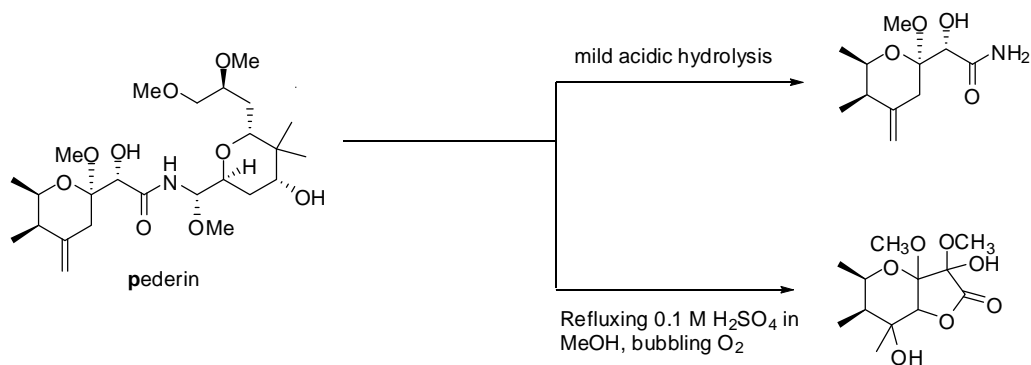 OH
MeO
NH2
O
O
mild acidic hydrolysis
OMe
MeO
O
H
OH
MeO
OH
H
N
O
O
OMe
OH
pederin
CH3O
OCH3
O
OH
O
O
OH
Refluxing 0.1 M H2SO4 in
MeOH, bubbling O2